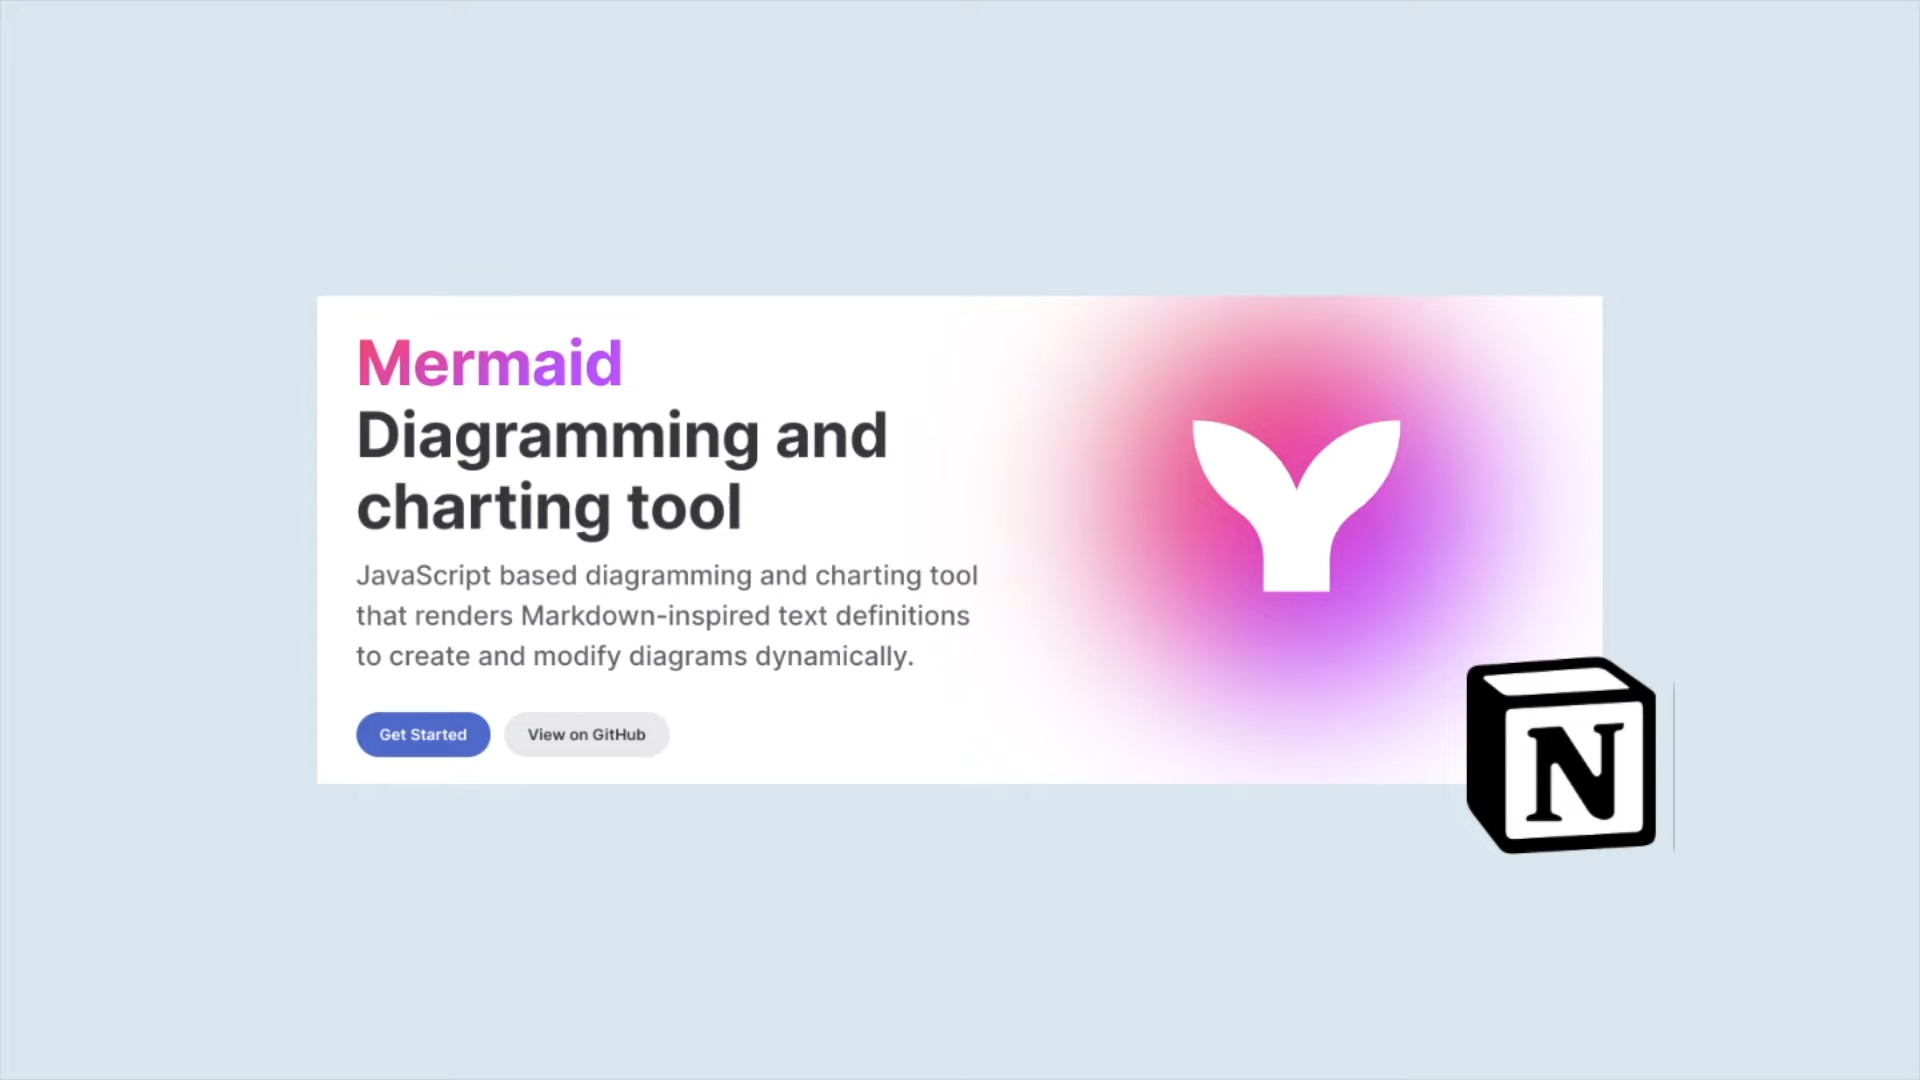 Mermaid
Diagramming and
charting tool
JavaScript based diagramming and charting tool
that renders Markdown-inspired text definitions
to create and modify diagrams dynamically.
Get Started
View on GitHub
N